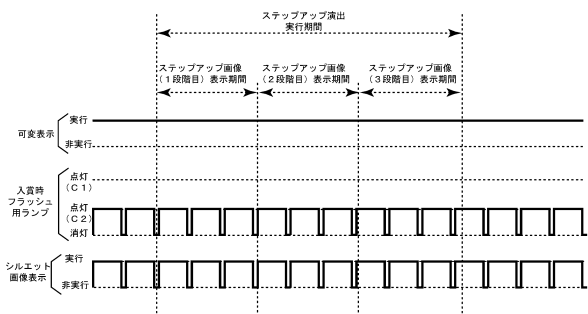 ステップアップ演出
実行期間
ステップアップ画像
(1段階目)表示期間
ステップアップ画像
(2段階目)表示期間
ステップアップ画像
(3段階目)表示期間
可変表示
実行
非実行
入賞時
フラッシュ
用ランプ
点灯
(C1)
点灯
(C2)
消灯
シルエット
画像表示
実行
非実行